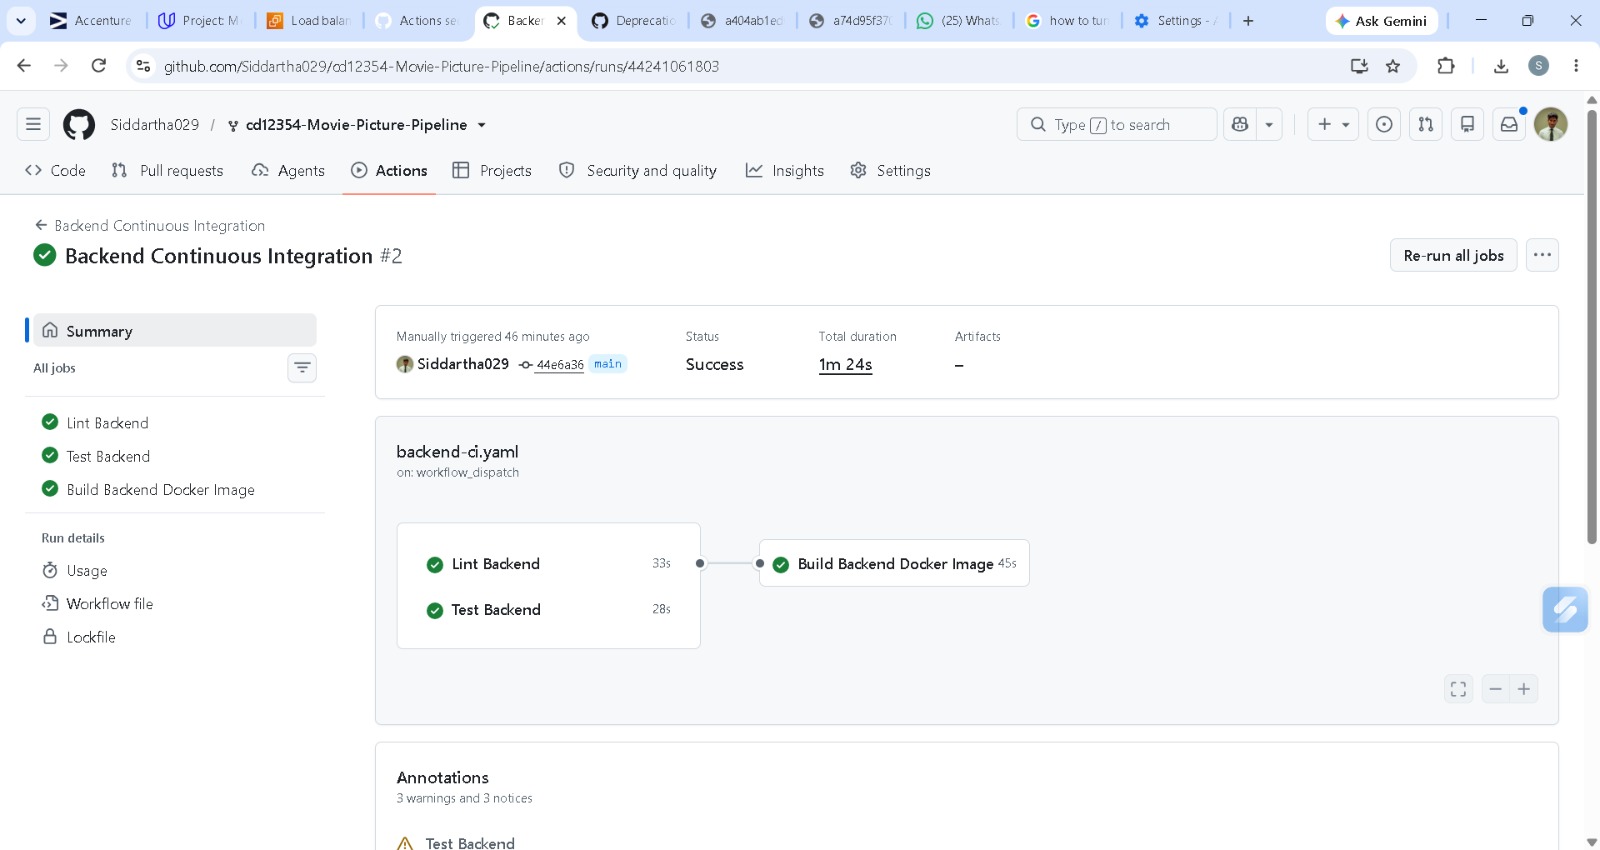 Accenture
Project: M
Load balan
Actions se
Backer
Deprecatio
a404ab1ed
a74d95f370
(25) Whats
how to tur
Settings - A
Ask Gemini
github.com/Siddartha029/cd12354-Movie-Picture-Pipeline/actions/runs/44241061803
S
Siddartha029 / cd12354-Movie-Picture-Pipeline
Type / to search
Code
Pull requests
Agents
Actions
Projects
Security and quality
Insights
Settings
Backend Continuous Integration
Backend Continuous Integration #2
Re-run all jobs
Summary
All jobs
Lint Backend
Test Backend
Build Backend Docker Image
Run details
Usage
Workflow file
Lockfile
Manually triggered 46 minutes ago
Siddartha029 44e6a36 main
Status
Success
Total duration
1m 24s
Artifacts
–
backend-ci.yaml
on: workflow_dispatch
Lint Backend 33s
Test Backend 28s
Build Backend Docker Image 45s
Annotations
3 warnings and 3 notices
Test Backend